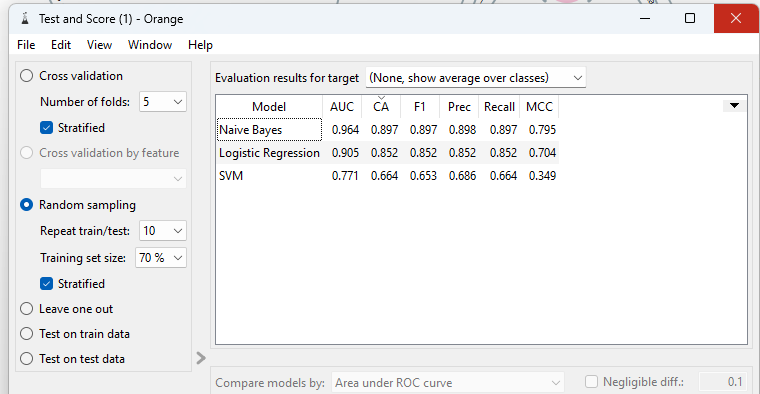 Test and Score (1) - Orange
File Edit View Window Help
Cross validation
Number of folds: 5
Stratified
Cross validation by feature
Random sampling
Repeat train/test: 10
Training set size: 70 %
Stratified
Leave one out
Test on train data
Test on test data
Evaluation results for target (None, show average over classes)
Model AUC CA F1 Prec Recall MCC
Naive Bayes 0.964 0.897 0.897 0.898 0.897 0.795
Logistic Regression 0.905 0.852 0.852 0.852 0.852 0.704
SVM 0.771 0.664 0.653 0.686 0.664 0.349
Compare models by: Area under ROC curve Negligible diff.: 0.1